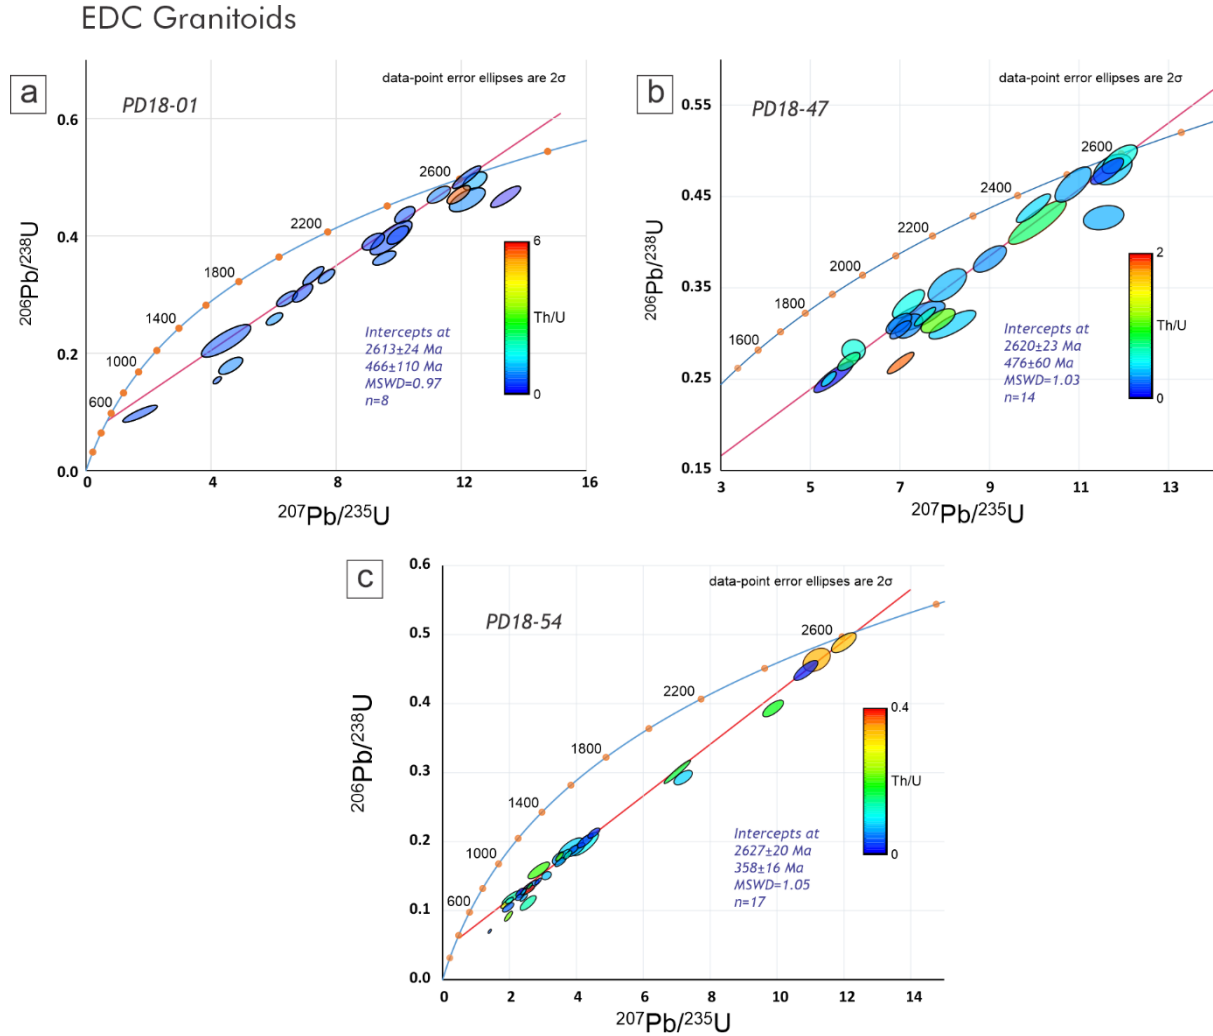 EDC Granitoids
a
PD18-01
data-point error ellipses are 2σ
0.6
0.4
0.2
0.0
206Pb/238U
600
1000
1400
1800
2200
2600
6
Th/U
0
Intercepts at
2613±24 Ma
466±110 Ma
MSWD=0.97
n=8
0 4 8 12 16
207Pb/235U
b
PD18-47
data-point error ellipses are 2σ
0.55
0.45
0.35
0.25
0.15
206Pb/238U
1600
1800
2000
2200
2400
2600
2
Th/U
0
Intercepts at
2620±23 Ma
476±60 Ma
MSWD=1.03
n=14
3 5 7 9 11 13
207Pb/235U
c
PD18-54
data-point error ellipses are 2σ
0.6
0.5
0.4
0.3
0.2
0.1
0.0
206Pb/238U
600
1000
1400
1800
2200
2600
0.4
Th/U
0
Intercepts at
2627±20 Ma
358±16 Ma
MSWD=1.05
n=17
0 2 4 6 8 10 12 14
207Pb/235U